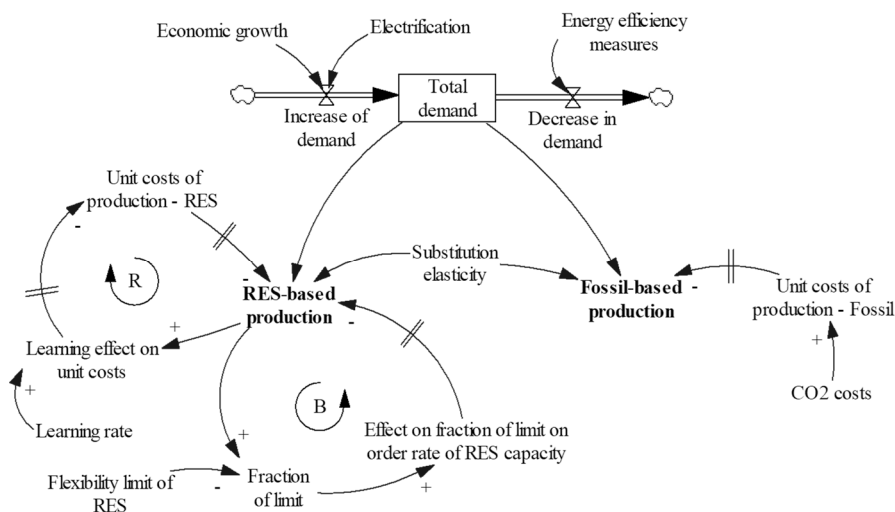 Economic growth
Electrification
Energy efficiency
measures
Total
demand
Increase of
demand
Decrease in
demand
Unit costs of
production - RES
-
R
-
RES-based
production
-
Substitution
elasticity
Fossil-based
production
-
Unit costs of
production - Fossil
+
CO2 costs
+
Learning effect on
unit costs
+
Learning rate
B
+
Effect on fraction of limit on
order rate of RES capacity
+
Flexibility limit of
RES
-
Fraction
of limit